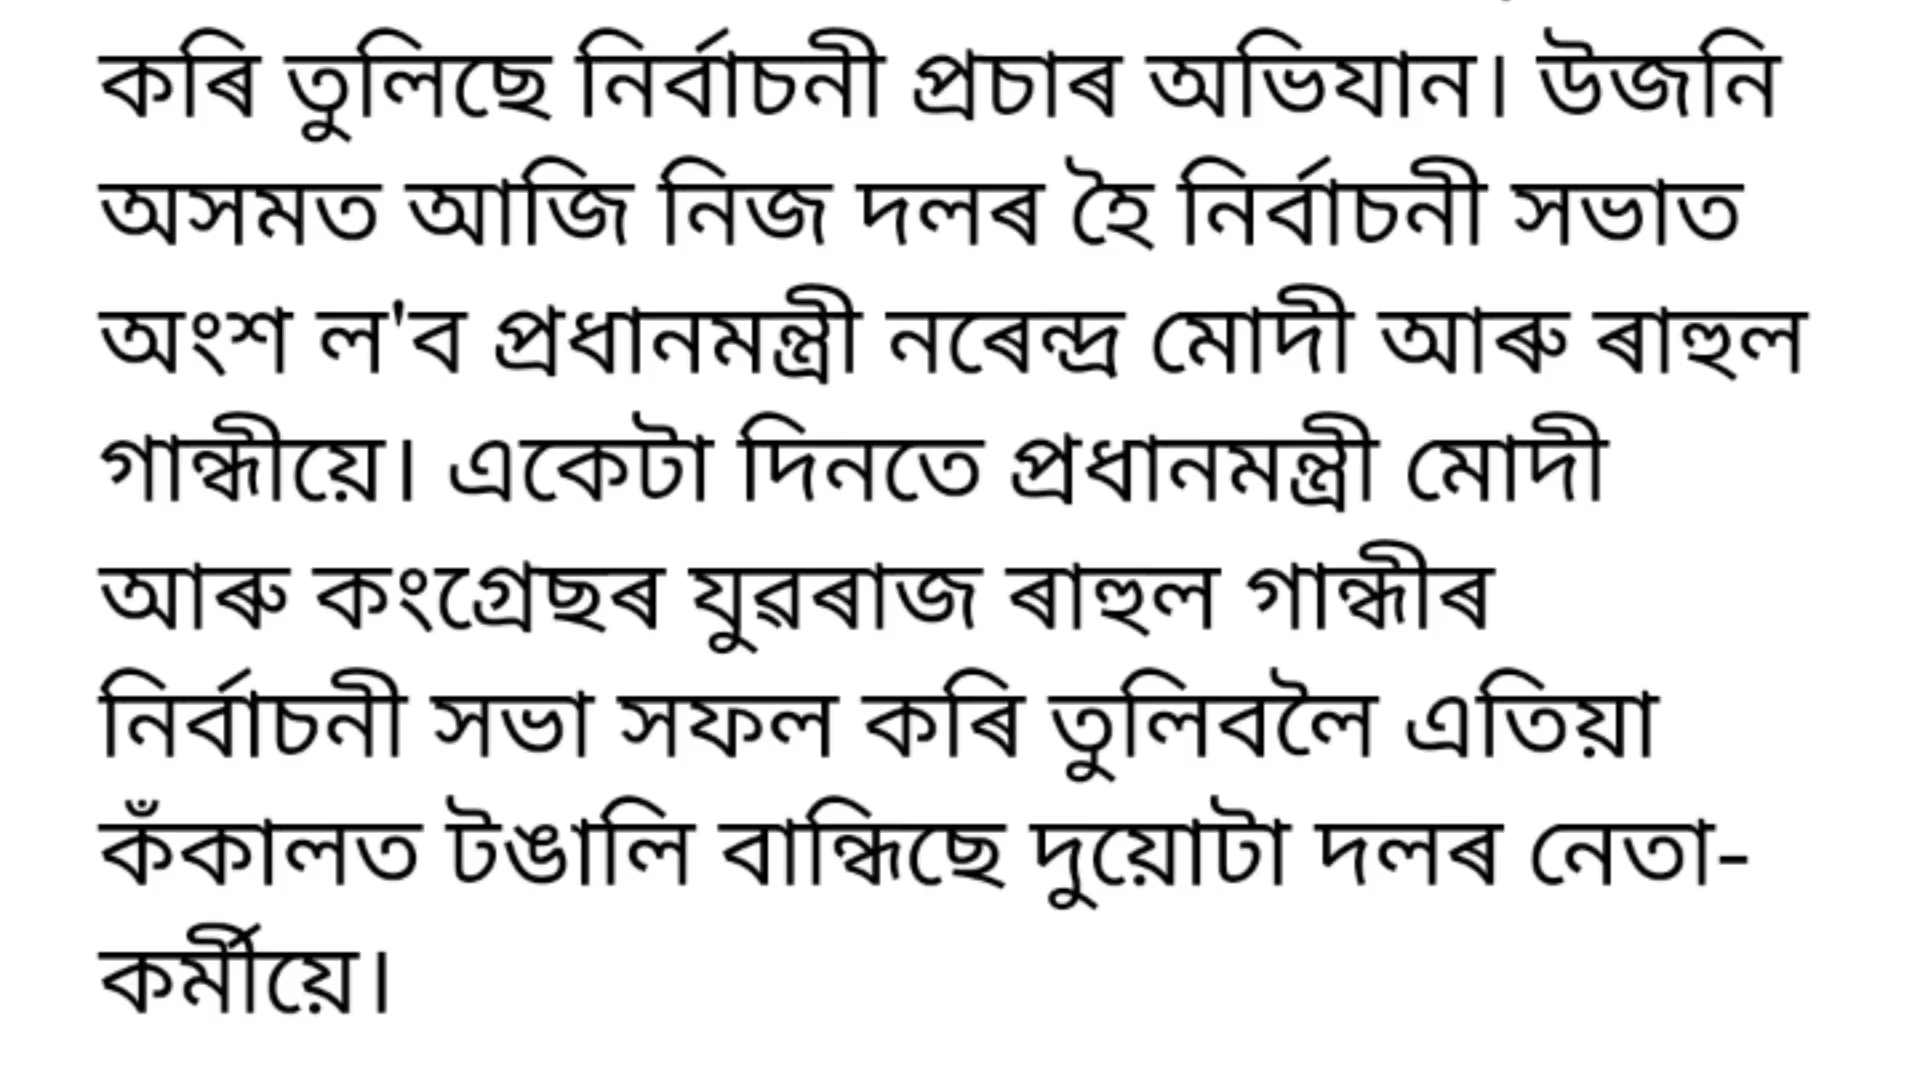 কৰি তুলিছে নিৰ্বাচনী প্ৰচাৰ অভিযান। উজনি
অসমত আজি নিজ দলৰ হৈ নিৰ্বাচনী সভাত
অংশ ল'ব প্ৰধানমন্ত্ৰী নৰেন্দ্ৰ মোদী আৰু ৰাহুল
গান্ধীয়ে। একেটা দিনতে প্ৰধানমন্ত্ৰী মোদী
আৰু কংগ্ৰেছৰ যুৱৰাজ ৰাহুল গান্ধীৰ
নিৰ্বাচনী সভা সফল কৰি তুলিবলৈ এতিয়া
কঁকালত টঙালি বান্ধিছে দুয়োটা দলৰ নেতা-
কৰ্মীয়ে।